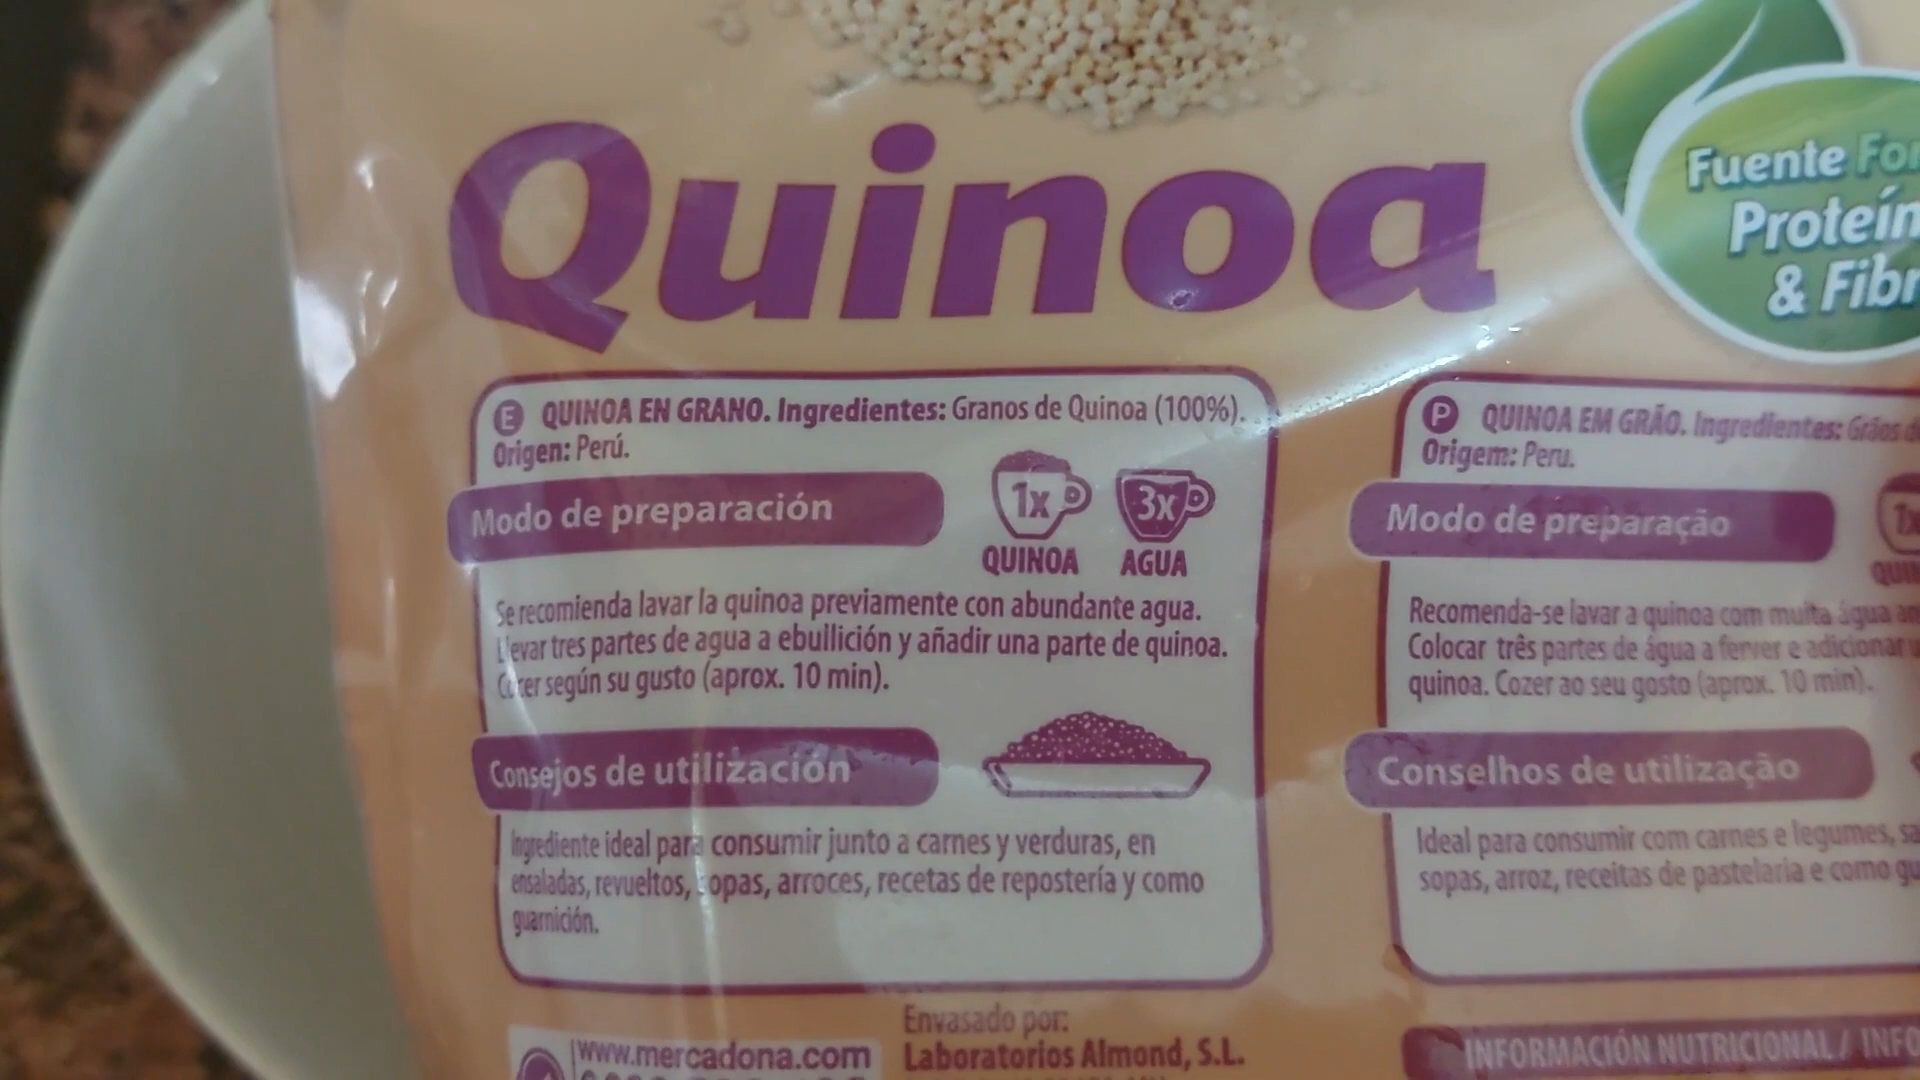 Quinoa
Fuente
Proteín
& Fibr
E QUINOA EN GRANO. Ingredientes: Granos de Quinoa (100%).
Origen: Perú.
Modo de preparación
1x 3x
QUINOA AGUA
Se recomienda lavar la quinoa previamente con abundante agua.
Llevar tres partes de agua a ebullición y añadir una parte de quinoa.
Cocer según su gusto (aprox. 10 min).
Consejos de utilización
Ingrediente ideal para consumir junto a carnes y verduras, en
ensaladas, revueltos, sopas, arroces, recetas de repostería y como
guarnición.
P QUINOA EM GRÃO. Ingredientes: Grãos
Origem: Peru.
Modo de preparação
1x
QUIN
Recomenda-se lavar a quinoa com muita água
Colocar três partes de água a ferver e adicionar
quinoa. Cozer ao seu gosto (aprox. 10 min).
Conselhos de utilização
Ideal para consumir com carnes e legumes,
sopas, arroz, receitas de pastelaria e como
www.mercadona.com
Envasado por:
Laboratorios Almond, S.L.
INFORMACIÓN NUTRICIONAL / INFO